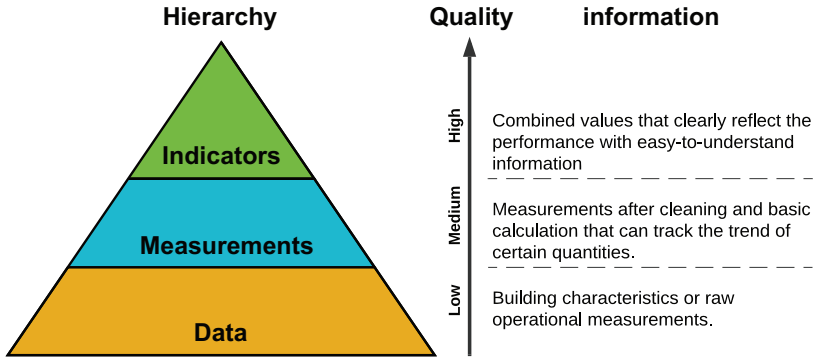 Hierarchy
Quality
information
Indicators
High
Combined values that clearly reflect the
performance with easy-to-understand
information
Measurements
Medium
Measurements after cleaning and basic
calculation that can track the trend of
certain quantities.
Data
Low
Building characteristics or raw
operational measurements.